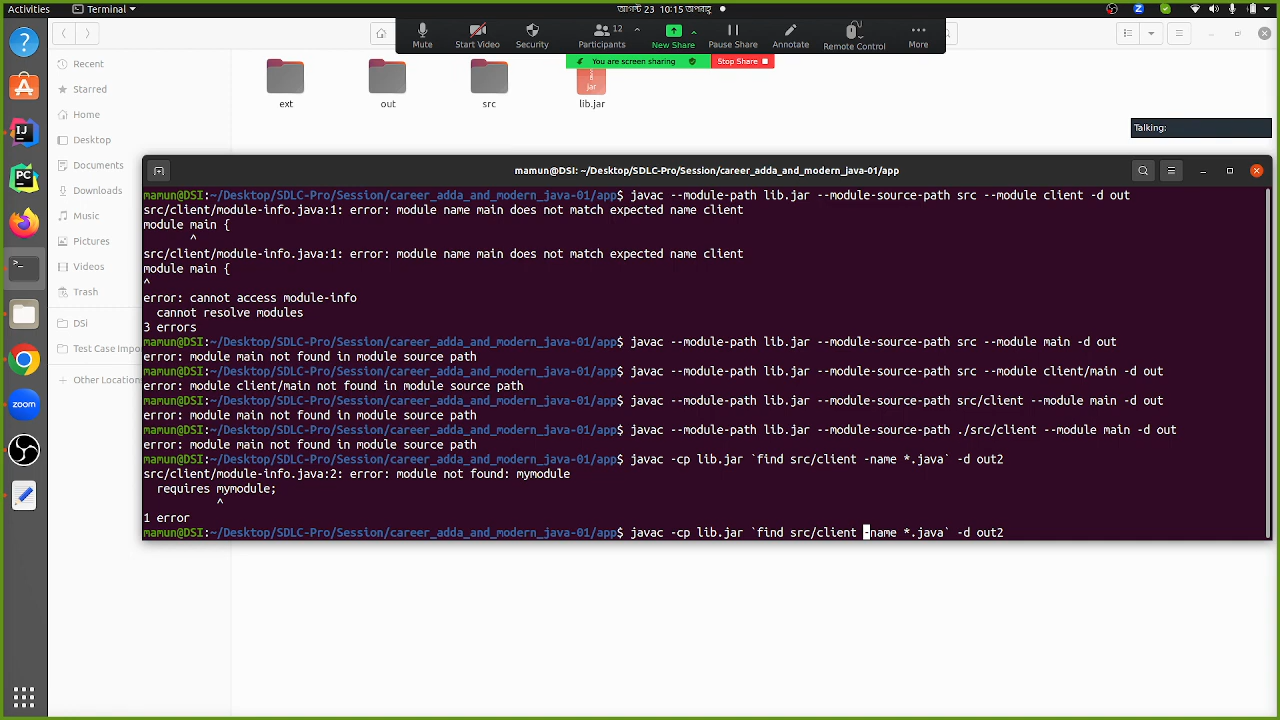 Activities
Terminal
আগস্ট 23 10:15 অপরাহ্ণ
Mute
Start Video
Security
12
Participants
New Share
Pause Share
Annotate
Remote Control
More
You are screen sharing
Stop Share
Talking:
Recent
Starred
Home
Desktop
Documents
Downloads
Music
Pictures
Videos
Trash
DSi
Test Case Impo
Other Location
ext
out
src
jar
lib.jar
IJ
PC
zoom
mamun@DSI: ~/Desktop/SDLC-Pro/Session/career_adda_and_modern_java-01/app
mamun@DSI:~/Desktop/SDLC-Pro/Session/career_adda_and_modern_java-01/app$ javac --module-path lib.jar --module-source-path src --module client -d out
src/client/module-info.java:1: error: module name main does not match expected name client
module main {
^
src/client/module-info.java:1: error: module name main does not match expected name client
module main {
^
error: cannot access module-info
cannot resolve modules
3 errors
mamun@DSI:~/Desktop/SDLC-Pro/Session/career_adda_and_modern_java-01/app$ javac --module-path lib.jar --module-source-path src --module main -d out
error: module main not found in module source path
mamun@DSI:~/Desktop/SDLC-Pro/Session/career_adda_and_modern_java-01/app$ javac --module-path lib.jar --module-source-path src --module client/main -d out
error: module client/main not found in module source path
mamun@DSI:~/Desktop/SDLC-Pro/Session/career_adda_and_modern_java-01/app$ javac --module-path lib.jar --module-source-path src/client --module main -d out
error: module main not found in module source path
mamun@DSI:~/Desktop/SDLC-Pro/Session/career_adda_and_modern_java-01/app$ javac --module-path lib.jar --module-source-path ./src/client --module main -d out
error: module main not found in module source path
mamun@DSI:~/Desktop/SDLC-Pro/Session/career_adda_and_modern_java-01/app$ javac -cp lib.jar `find src/client -name *.java` -d out2
src/client/module-info.java:2: error: module not found: mymodule
requires mymodule;
^
1 error
mamun@DSI:~/Desktop/SDLC-Pro/Session/career_adda_and_modern_java-01/app$ javac -cp lib.jar `find src/client -name *.java` -d out2